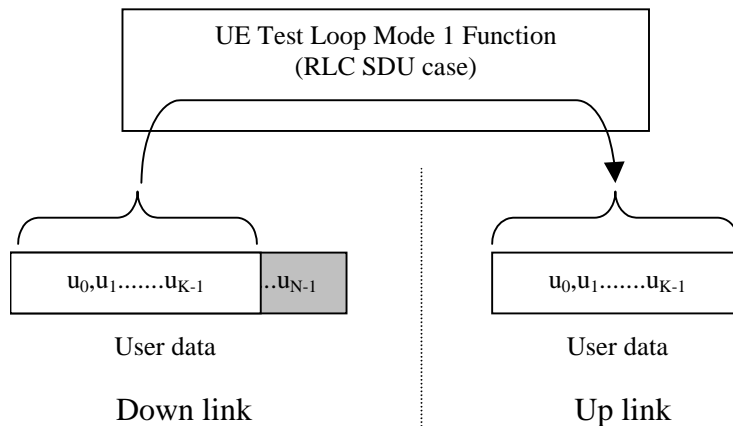 UE Test Loop Mode 1 Function
(RLC SDU case)
u0,u1.......uK-1 ..uN-1
u0,u1.......uK-1
User data
User data
Down link
Up link